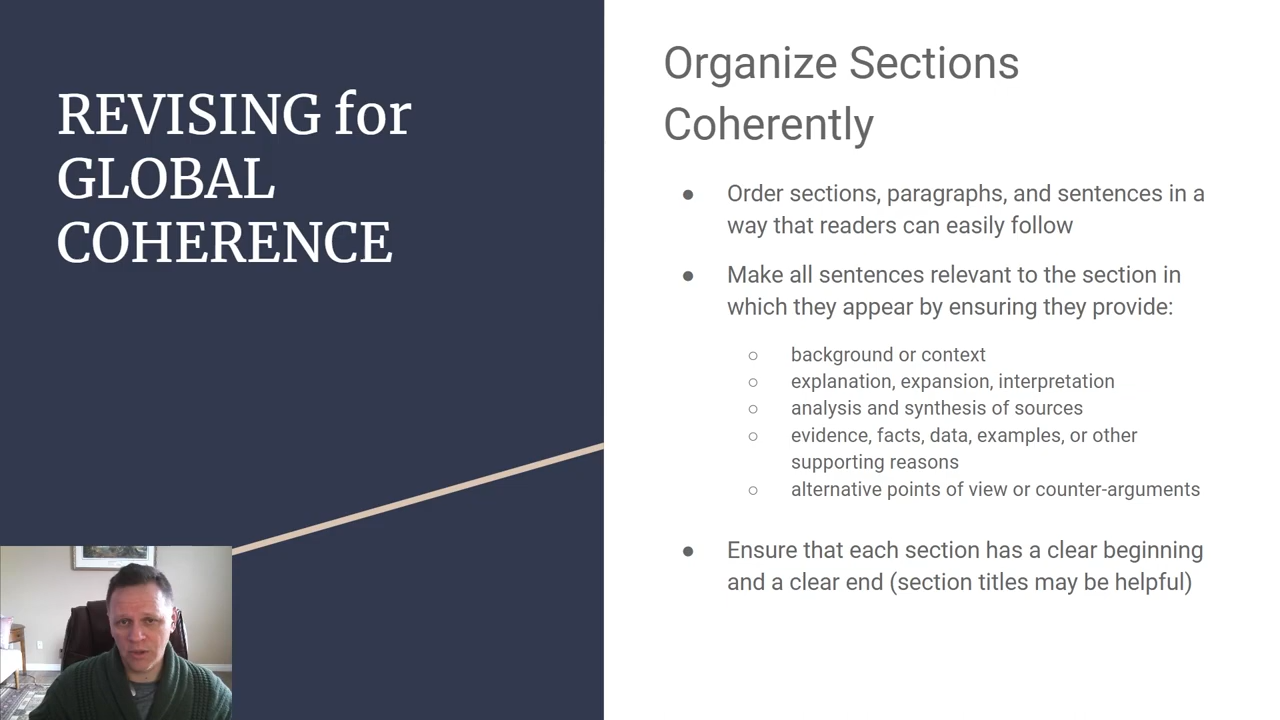 REVISING for
GLOBAL
COHERENCE
Organize Sections
Coherently
● Order sections, paragraphs, and sentences in a
way that readers can easily follow
● Make all sentences relevant to the section in
which they appear by ensuring they provide:
○ background or context
○ explanation, expansion, interpretation
○ analysis and synthesis of sources
○ evidence, facts, data, examples, or other
supporting reasons
○ alternative points of view or counter-arguments
● Ensure that each section has a clear beginning
and a clear end (section titles may be helpful)